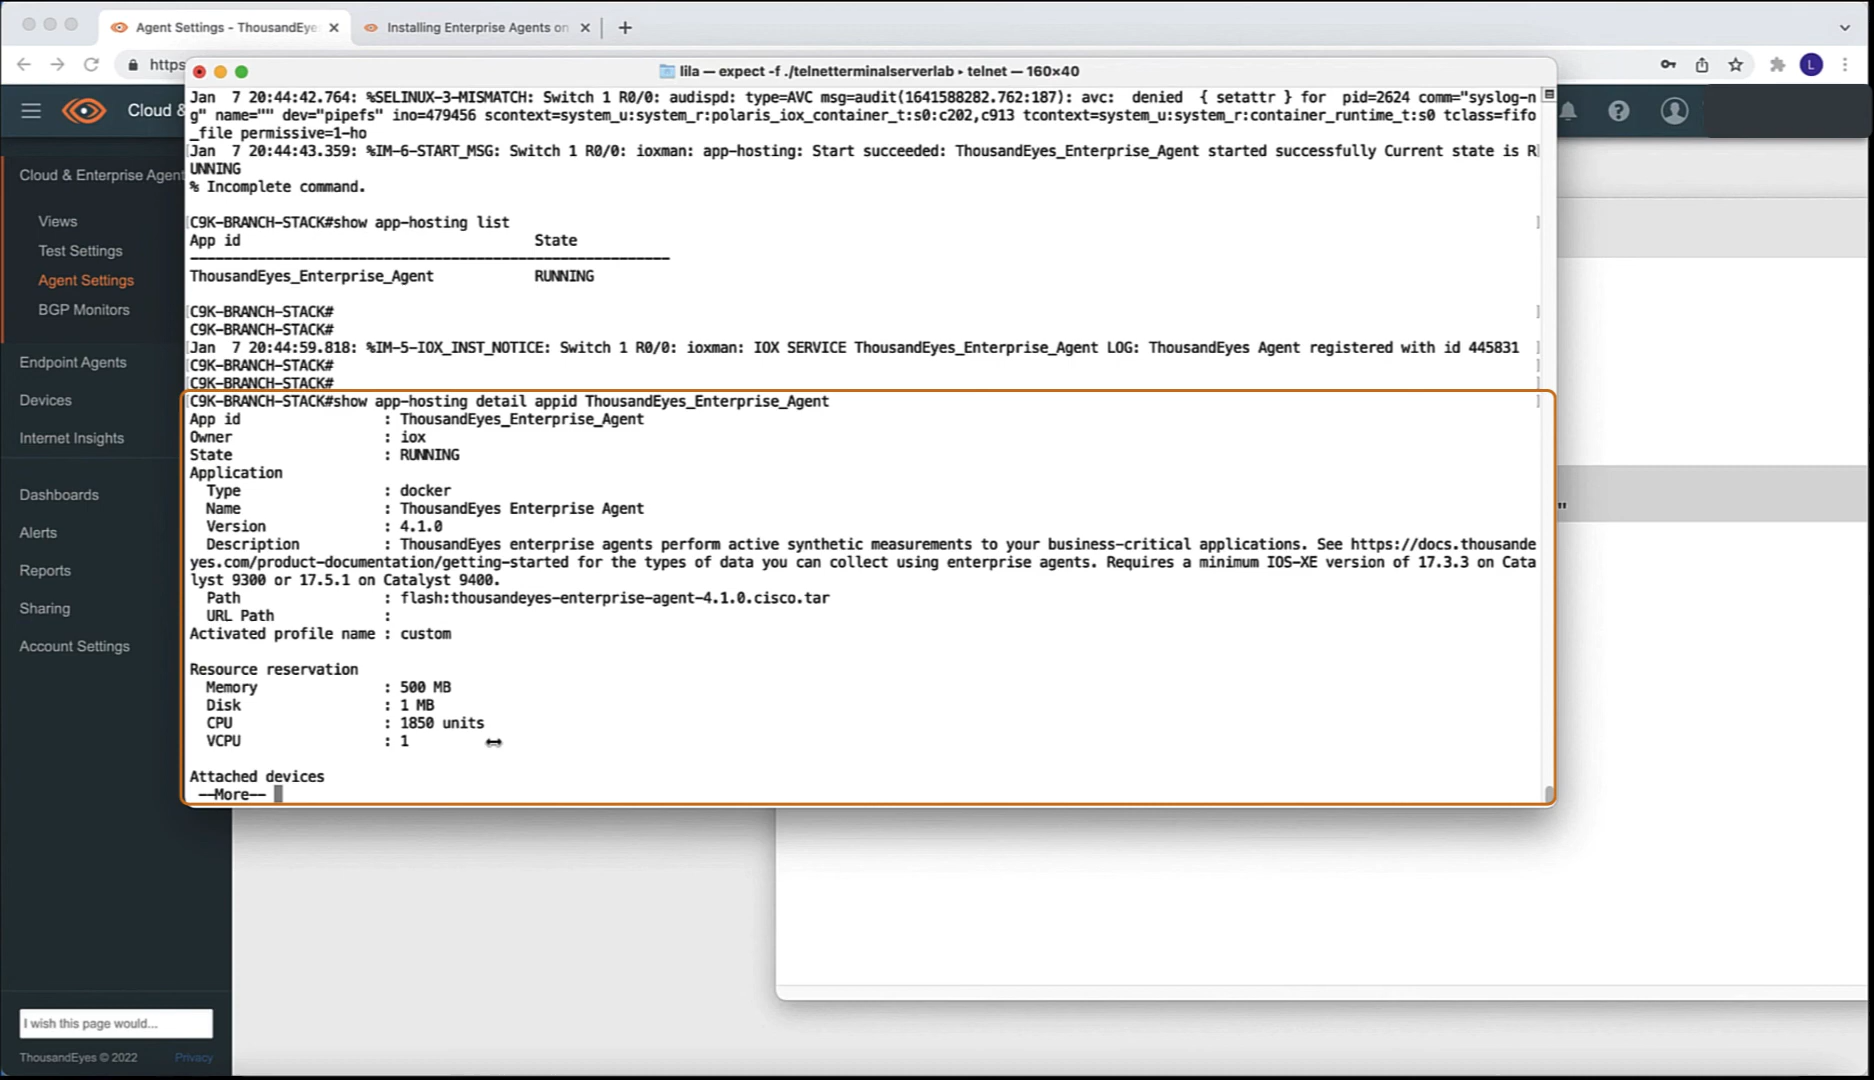 Agent Settings - ThousandEye
Installing Enterprise Agents on
https
L
lila — expect -f ./telnetterminalserverlab ▸ telnet — 160×40
Cloud &
Cloud & Enterprise Agent
Views
Test Settings
Agent Settings
BGP Monitors
Endpoint Agents
Devices
Internet Insights
Dashboards
Alerts
Reports
Sharing
Account Settings
I wish this page would...
ThousandEyes © 2022 Privacy
Jan  7 20:44:42.764: %SELINUX-3-MISMATCH: Switch 1 R0/0: audispd: type=AVC msg=audit(1641588282.762:187): avc:  denied  { setattr } for  pid=2624 comm="syslog-n
g" name="" dev="pipefs" ino=479456 scontext=system_u:system_r:polaris_iox_container_t:s0:c202,c913 tcontext=system_u:system_r:container_runtime_t:s0 tclass=fifo
_file permissive=1-ho
Jan  7 20:44:43.359: %IM-6-START_MSG: Switch 1 R0/0: ioxman: app-hosting: Start succeeded: ThousandEyes_Enterprise_Agent started successfully Current state is R
UNNING
% Incomplete command.
C9K-BRANCH-STACK#show app-hosting list
App id                                   State
---------------------------------------------------------
ThousandEyes_Enterprise_Agent            RUNNING
C9K-BRANCH-STACK#
C9K-BRANCH-STACK#
Jan  7 20:44:59.818: %IM-5-IOX_INST_NOTICE: Switch 1 R0/0: ioxman: IOX SERVICE ThousandEyes_Enterprise_Agent LOG: ThousandEyes Agent registered with id 445831
C9K-BRANCH-STACK#
C9K-BRANCH-STACK#
C9K-BRANCH-STACK#show app-hosting detail appid ThousandEyes_Enterprise_Agent
App id                 : ThousandEyes_Enterprise_Agent
Owner                  : iox
State                  : RUNNING
Application
  Type                 : docker
  Name                 : ThousandEyes Enterprise Agent
  Version              : 4.1.0
  Description          : ThousandEyes enterprise agents perform active synthetic measurements to your business-critical applications. See https://docs.thousande
yes.com/product-documentation/getting-started for the types of data you can collect using enterprise agents. Requires a minimum IOS-XE version of 17.3.3 on Cata
lyst 9300 or 17.5.1 on Catalyst 9400.
  Path                 : flash:thousandeyes-enterprise-agent-4.1.0.cisco.tar
  URL Path             :
Activated profile name : custom
Resource reservation
  Memory               : 500 MB
  Disk                 : 1 MB
  CPU                  : 1850 units
  VCPU                 : 1
Attached devices
 --More--
"